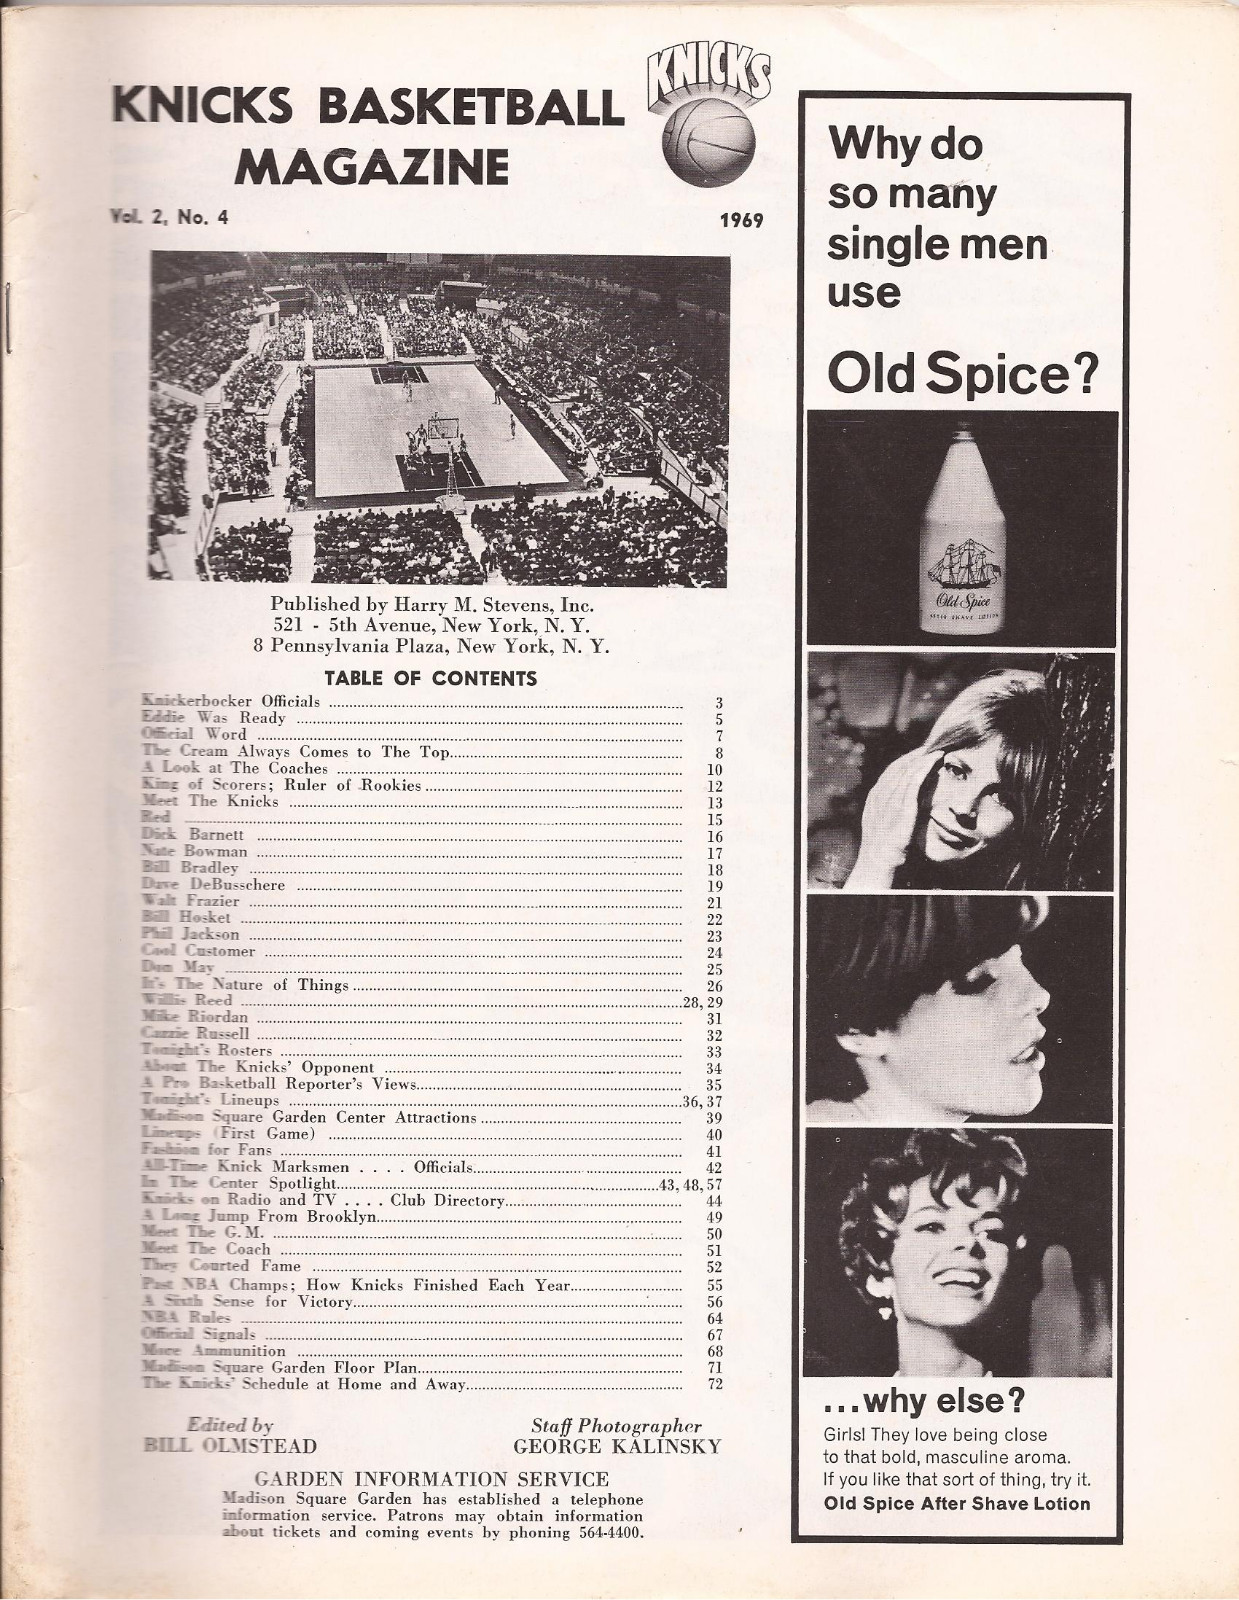 KNICKS
KNICKS BASKETBALL
MAGAZINE
Vol. 2, No. 4
1969
Published by Harry M. Stevens, Inc.
521 - 5th Avenue, New York, N. Y.
8 Pennsylvania Plaza, New York, N. Y.
TABLE OF CONTENTS
Knickerbocker Officials 3
Eddie Was Ready 5
Official Word 7
The Cream Always Comes to The Top 8
A Look at The Coaches 10
King of Scorers; Ruler of Rookies 12
Meet The Knicks 13
Red 15
Dick Barnett 16
Nate Bowman 17
Bill Bradley 18
Dave DeBusschere 19
Walt Frazier 21
Bill Hosket 22
Phil Jackson 23
Cool Customer 24
Don May 25
It's The Nature of Things 26
Willis Reed 28, 29
Mike Riordan 31
Cazzie Russell 32
Tonight's Rosters 33
About The Knicks' Opponent 34
A Pro Basketball Reporter's Views 35
Tonight's Lineups 36, 37
Madison Square Garden Center Attractions 39
Lineups (First Game) 40
Fashion for Fans 41
All-Time Knick Marksmen . . . . Officials 42
In The Center Spotlight 43, 48, 57
Knicks on Radio and TV . . . . Club Directory 44
A Long Jump From Brooklyn 49
Meet The G.M. 50
Meet The Coach 51
They Courted Fame 52
Past NBA Champs; How Knicks Finished Each Year 55
A Sixth Sense for Victory 56
NBA Rules 64
Official Signals 67
More Ammunition 68
Madison Square Garden Floor Plan 71
The Knicks' Schedule at Home and Away 72
Edited by
BILL OLMSTEAD
Staff Photographer
GEORGE KALINSKY
GARDEN INFORMATION SERVICE
Madison Square Garden has established a telephone
information service. Patrons may obtain information
about tickets and coming events by phoning 564-4400.
Why do
so many
single men
use
Old Spice?
Old Spice
AFTER SHAVE LOTION
...why else?
Girls! They love being close
to that bold, masculine aroma.
If you like that sort of thing, try it.
Old Spice After Shave Lotion